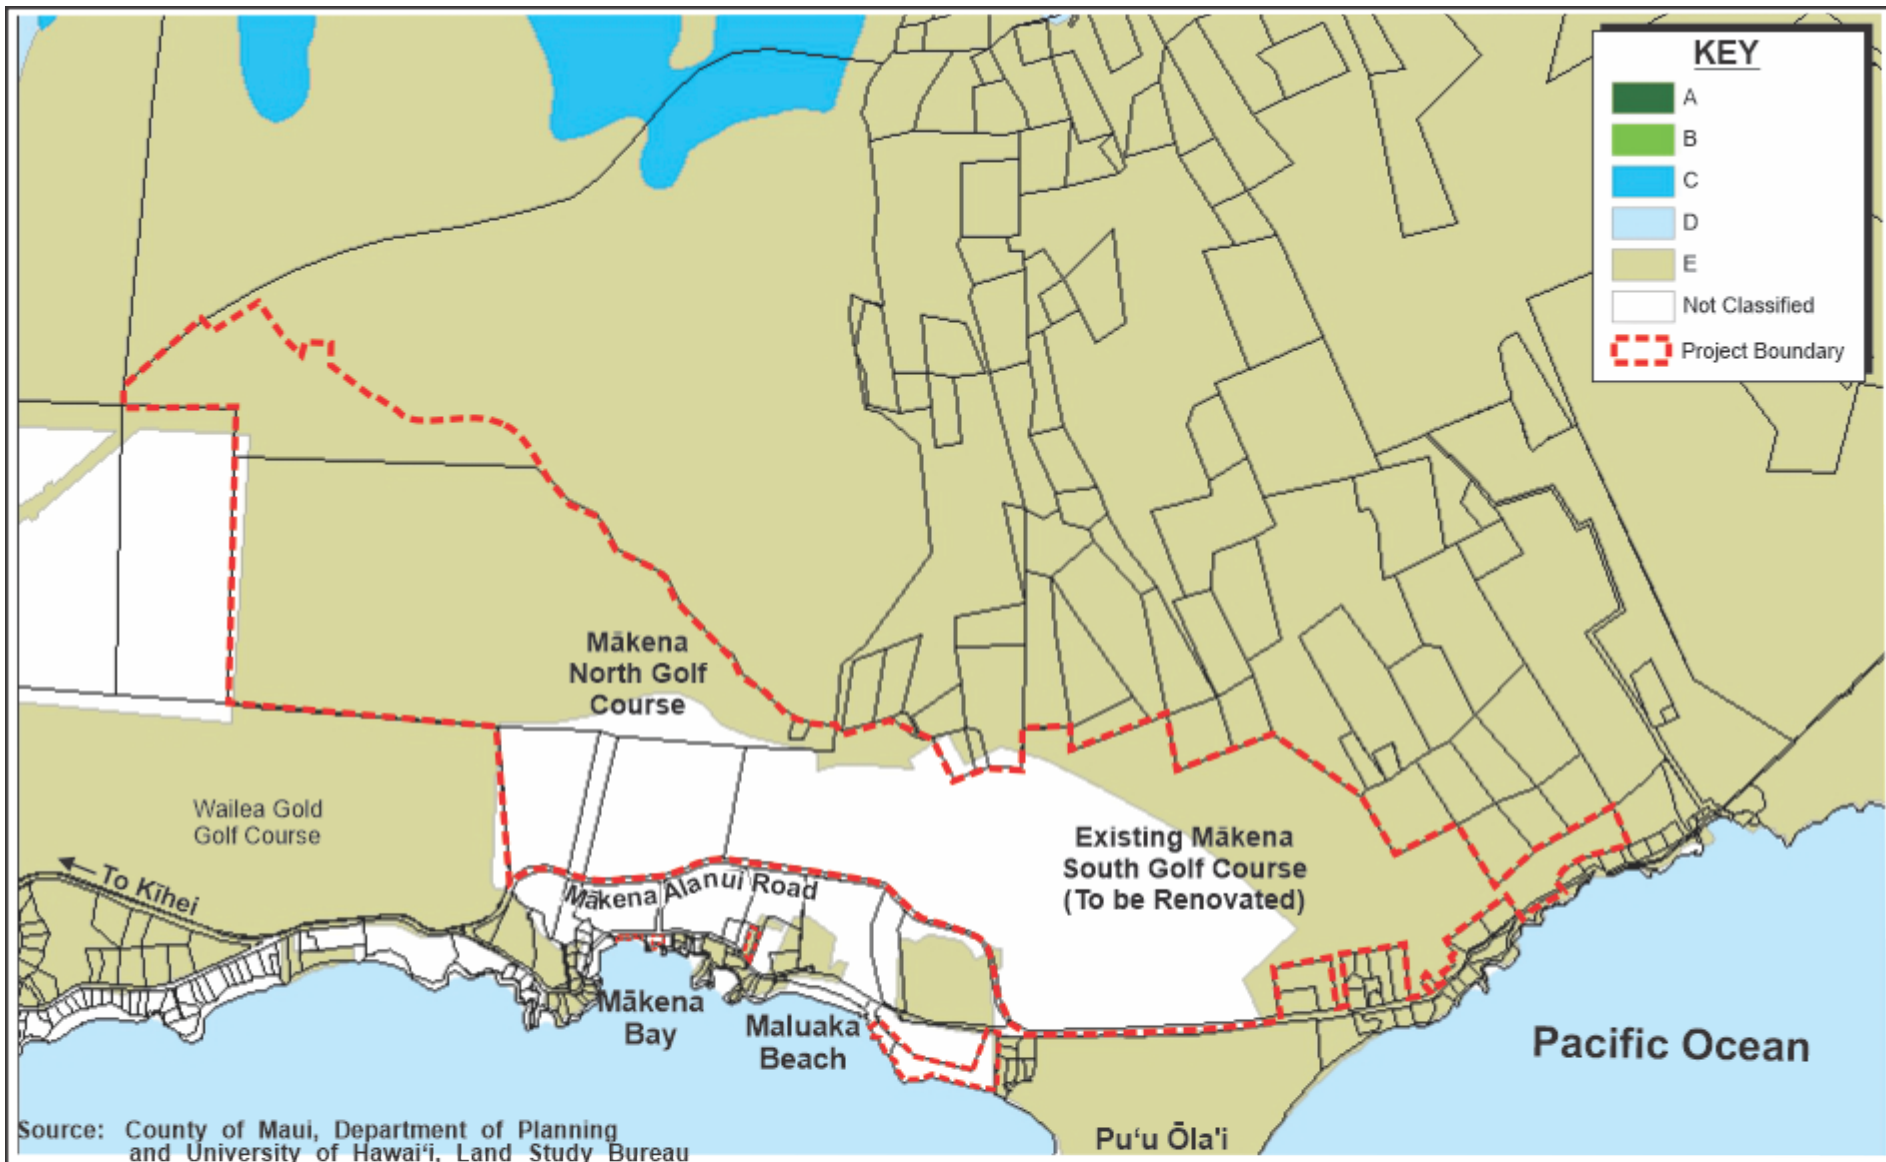 KEY
A
B
C
D
E
Not Classified
Project Boundary
Mākena
North Golf
Course
Wailea Gold
Golf Course
To Kīhei
Mākena Alanui Road
Existing Mākena
South Golf Course
(To be Renovated)
Mākena
Bay
Maluaka
Beach
Pacific Ocean
Pu‘u Ōla'i
Source: County of Maui, Department of Planning
and University of Hawai‘i, Land Study Bureau